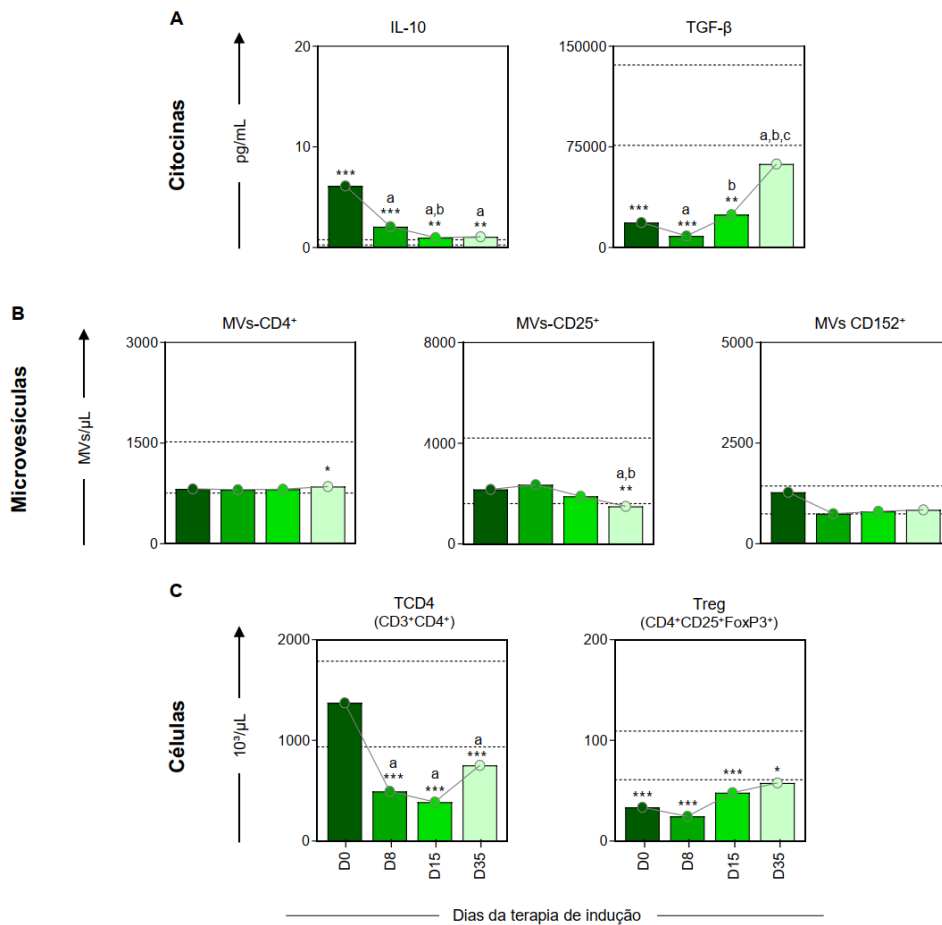 A
IL-10
TGF-β
Citocinas
pg/mL
20
10
0
***
a
***
a,b
**
a
**
150000
75000
0
***
a
***
b
**
a,b,c
B
MVs-CD4⁺
MVs-CD25⁺
MVs CD152⁺
Microvesículas
MVs/µL
3000
1500
0
*
8000
4000
0
a,b
**
5000
2500
0
C
TCD4
(CD3⁺CD4⁺)
Treg
(CD4⁺CD25⁺FoxP3⁺)
Células
10³/µL
2000
1000
0
a
***
a
***
a
***
D0
D8
D15
D35
200
100
0
***
***
***
*
D0
D8
D15
D35
Dias da terapia de indução